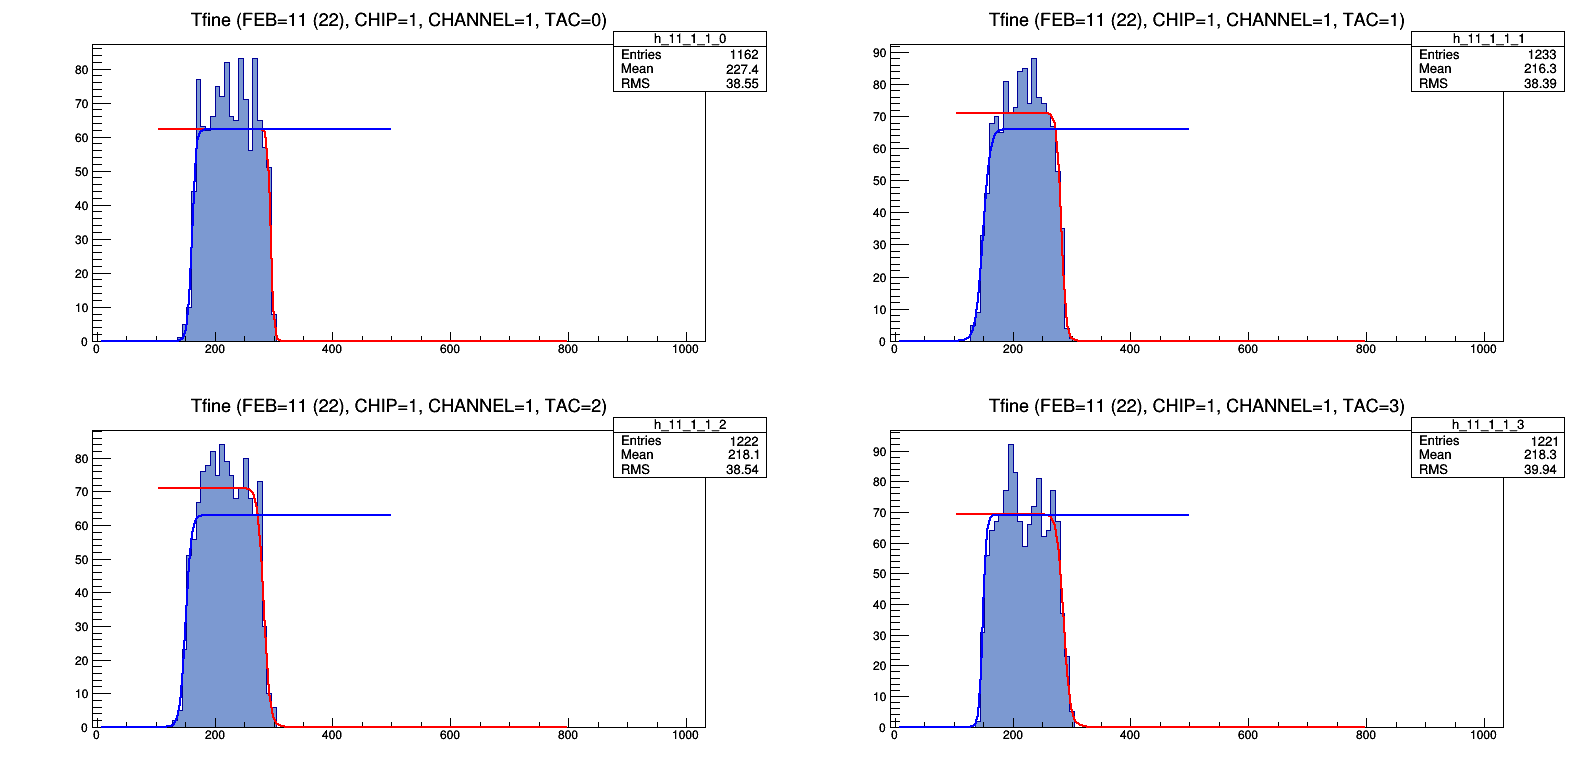 Tfine (FEB=11 (22), CHIP=1, CHANNEL=1, TAC=0)
h_11_1_1_0
Entries 1162
Mean 227.4
RMS 38.55
80
70
60
50
40
30
20
10
0
0 200 400 600 800 1000
Tfine (FEB=11 (22), CHIP=1, CHANNEL=1, TAC=1)
h_11_1_1_1
Entries 1233
Mean 216.3
RMS 38.39
90
80
70
60
50
40
30
20
10
0
0 200 400 600 800 1000
Tfine (FEB=11 (22), CHIP=1, CHANNEL=1, TAC=2)
h_11_1_1_2
Entries 1222
Mean 218.1
RMS 38.54
80
70
60
50
40
30
20
10
0
0 200 400 600 800 1000
Tfine (FEB=11 (22), CHIP=1, CHANNEL=1, TAC=3)
h_11_1_1_3
Entries 1221
Mean 218.3
RMS 39.94
90
80
70
60
50
40
30
20
10
0
0 200 400 600 800 1000